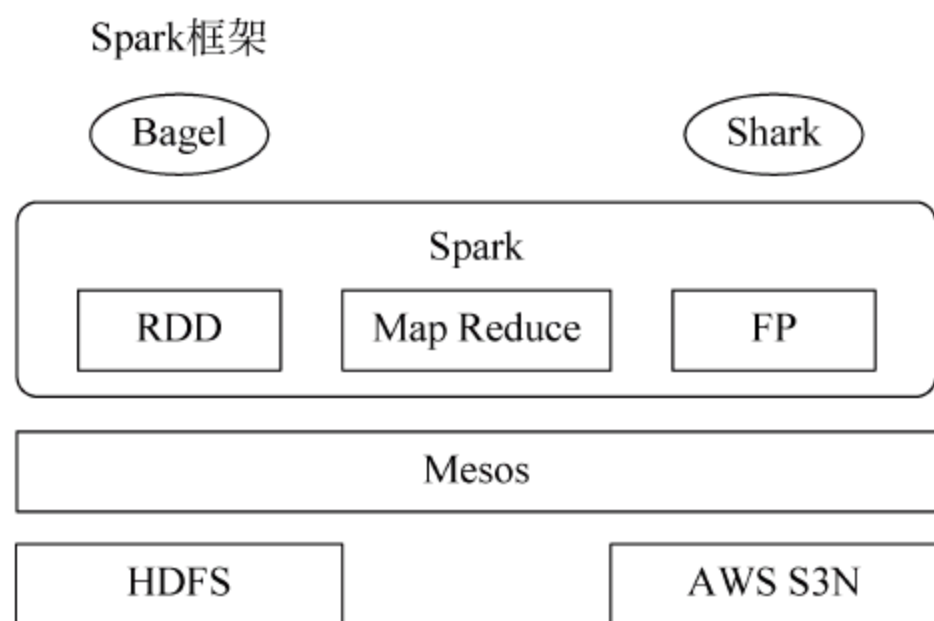 Spark框架
Bagel
Shark
Spark
RDD
Map Reduce
FP
Mesos
HDFS
AWS S3N